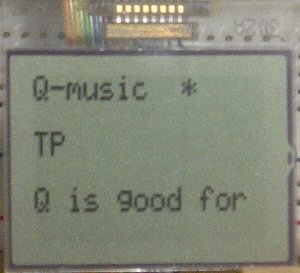 Q-music *
TP
Q is good for